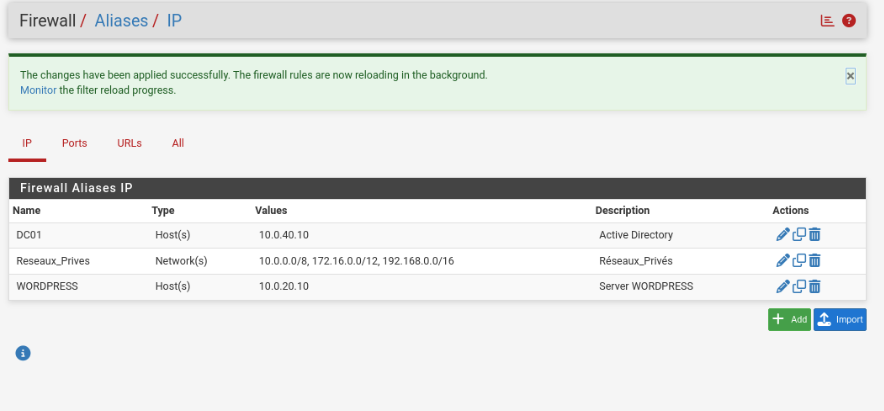 Firewall / Aliases / IP
The changes have been applied successfully. The firewall rules are now reloading in the background.
Monitor the filter reload progress.
×
IP Ports URLs All
Firewall Aliases IP
Name Type Values Description Actions
DC01 Host(s) 10.0.40.10 Active Directory
Reseaux_Prives Network(s) 10.0.0.0/8, 172.16.0.0/12, 192.168.0.0/16 Réseaux_Privés
WORDPRESS Host(s) 10.0.20.10 Server WORDPRESS
Add Import